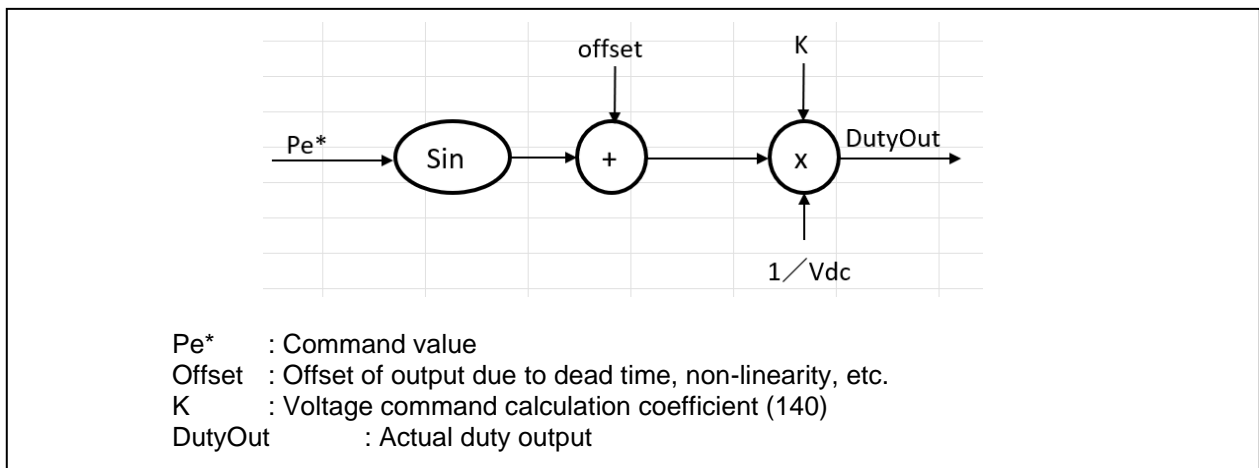 offset
K
Pe*
Sin
+
x
DutyOut
1／Vdc
Pe* : Command value
Offset : Offset of output due to dead time, non-linearity, etc.
K : Voltage command calculation coefficient (140)
DutyOut : Actual duty output